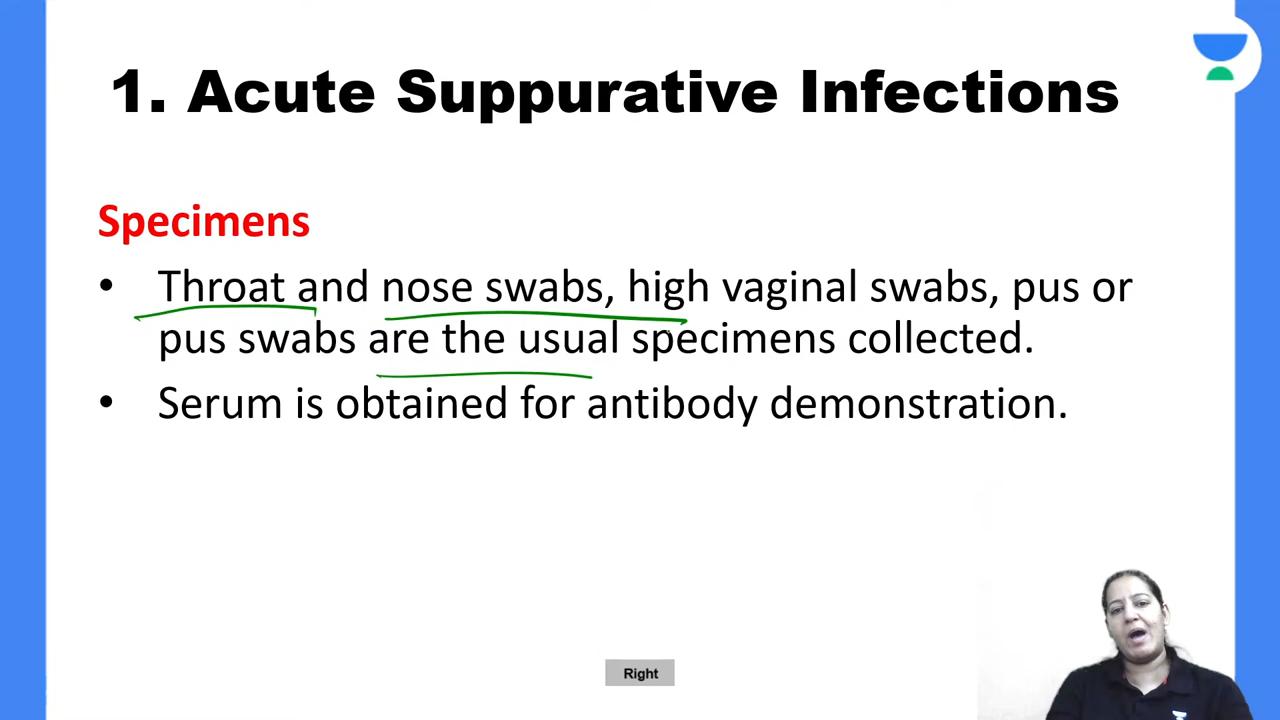 1. Acute Suppurative Infections
Specimens
• Throat and nose swabs, high vaginal swabs, pus or
pus swabs are the usual specimens collected.
• Serum is obtained for antibody demonstration.
Right